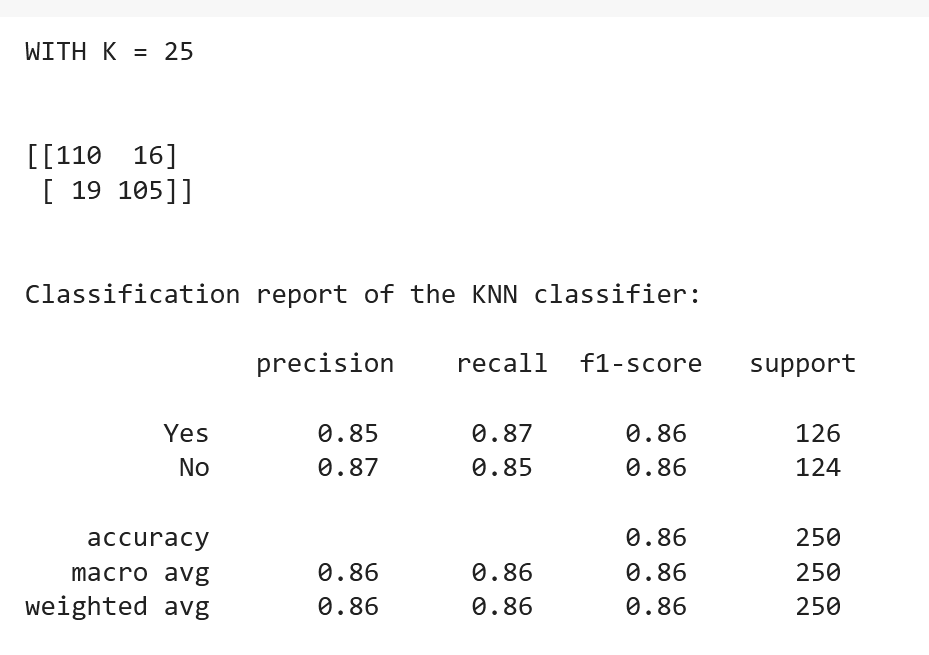 WITH K = 25
[[110  16]
 [ 19 105]]
Classification report of the KNN classifier:
precision    recall  f1-score   support
Yes       0.85      0.87      0.86       126
No       0.87      0.85      0.86       124
accuracy                           0.86       250
macro avg       0.86      0.86      0.86       250
weighted avg       0.86      0.86      0.86       250